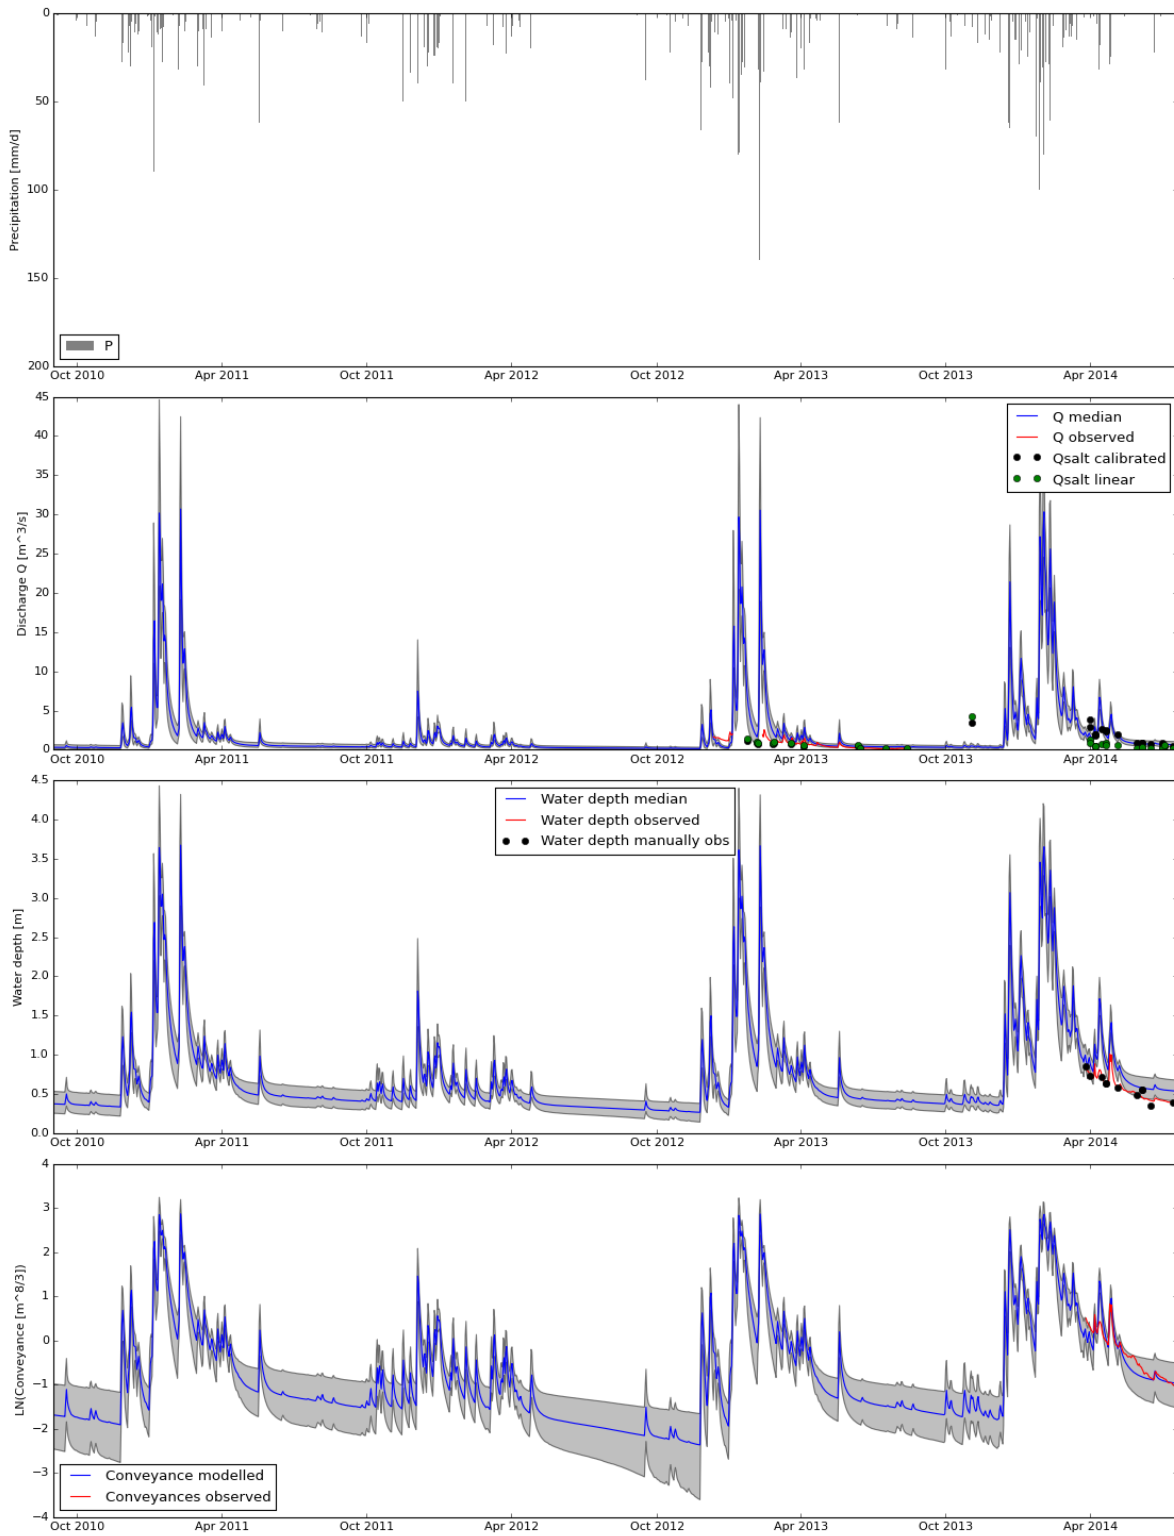 0
50
100
150
200
Precipitation [mm/d]
P
Oct 2010 Apr 2011 Oct 2011 Apr 2012 Oct 2012 Apr 2013 Oct 2013 Apr 2014
45
40
35
30
25
20
15
10
5
0
Discharge Q [m^3/s]
Q median
Q observed
Qsalt calibrated
Qsalt linear
Oct 2010 Apr 2011 Oct 2011 Apr 2012 Oct 2012 Apr 2013 Oct 2013 Apr 2014
4.5
4.0
3.5
3.0
2.5
2.0
1.5
1.0
0.5
0.0
Water depth [m]
Water depth median
Water depth observed
Water depth manually obs
Oct 2010 Apr 2011 Oct 2011 Apr 2012 Oct 2012 Apr 2013 Oct 2013 Apr 2014
4
3
2
1
0
−1
−2
−3
−4
LN(Conveyance [m^8/3])
Conveyance modelled
Conveyances observed
Oct 2010 Apr 2011 Oct 2011 Apr 2012 Oct 2012 Apr 2013 Oct 2013 Apr 2014